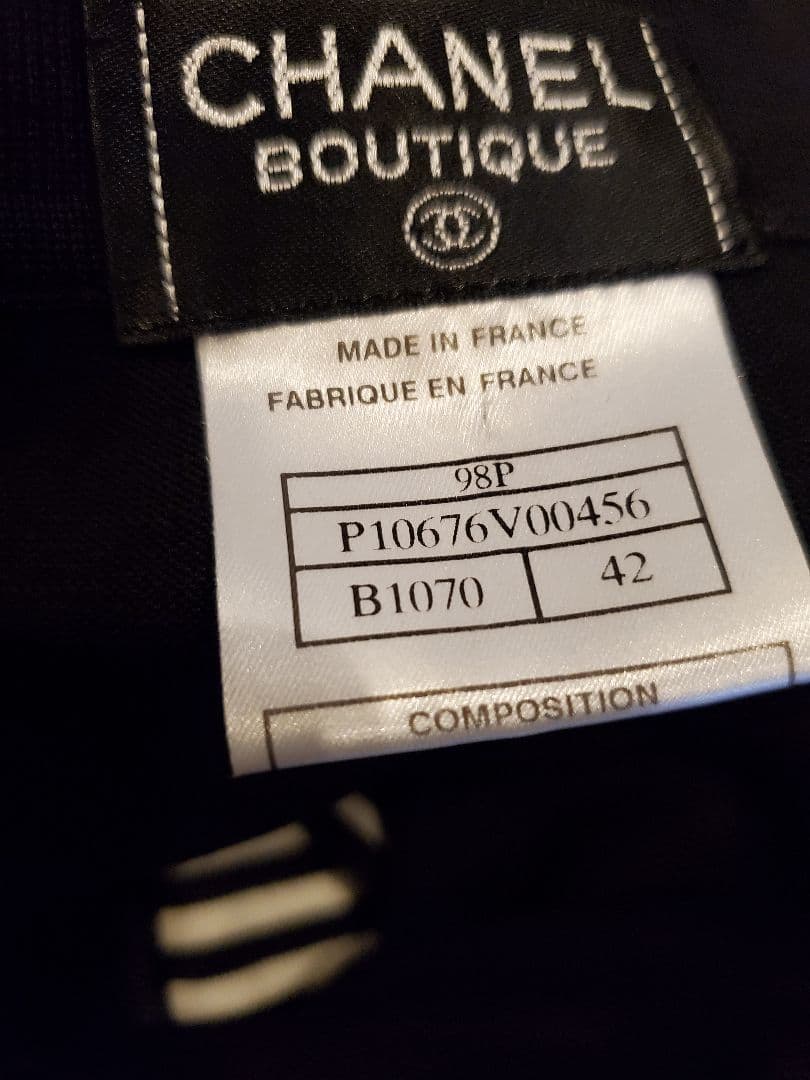 CHANEL
BOUTIQUE
MADE IN FRANCE
FABRIQUE EN FRANCE
98P
P10676V00456
B1070 42
COMPOSITION